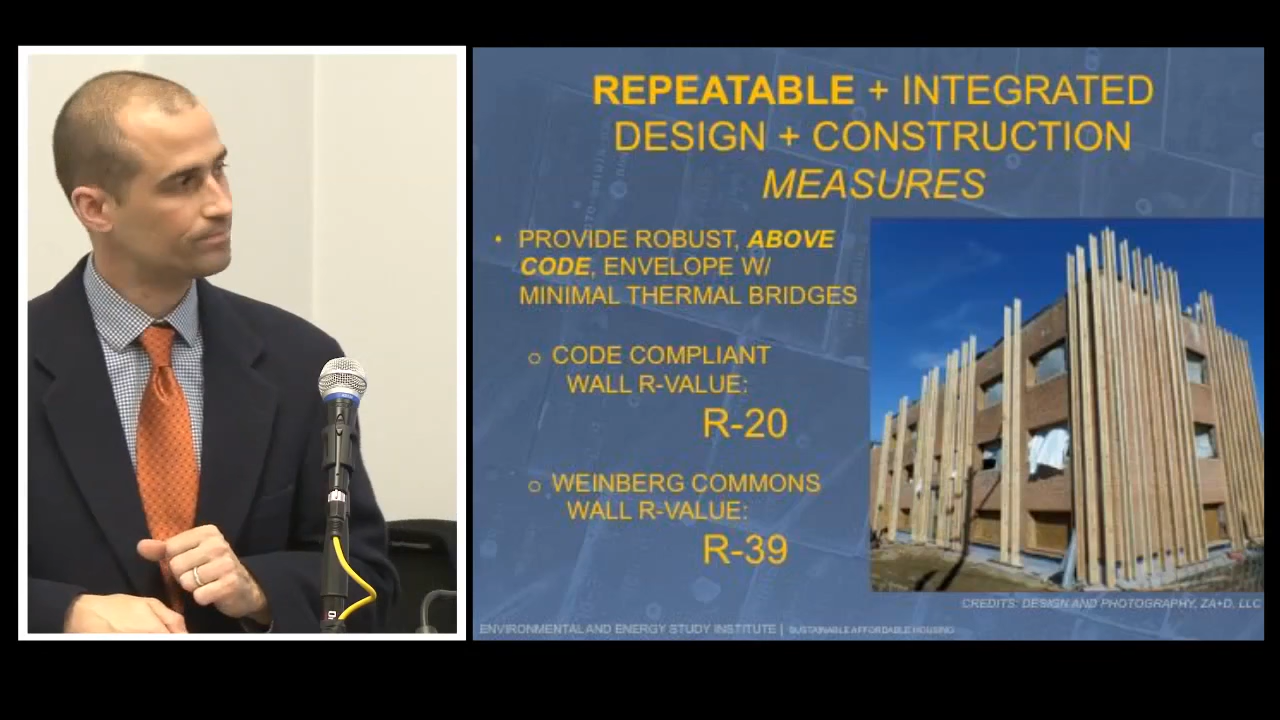 REPEATABLE + INTEGRATED
DESIGN + CONSTRUCTION
MEASURES
• PROVIDE ROBUST, ABOVE
CODE, ENVELOPE W/
MINIMAL THERMAL BRIDGES
o CODE COMPLIANT
WALL R-VALUE:
R-20
o WEINBERG COMMONS
WALL R-VALUE:
R-39
CREDITS: DESIGN AND PHOTOGRAPHY, ZA+D, LLC
ENVIRONMENTAL AND ENERGY STUDY INSTITUTE | SUSTAINABLE AFFORDABLE HOUSING